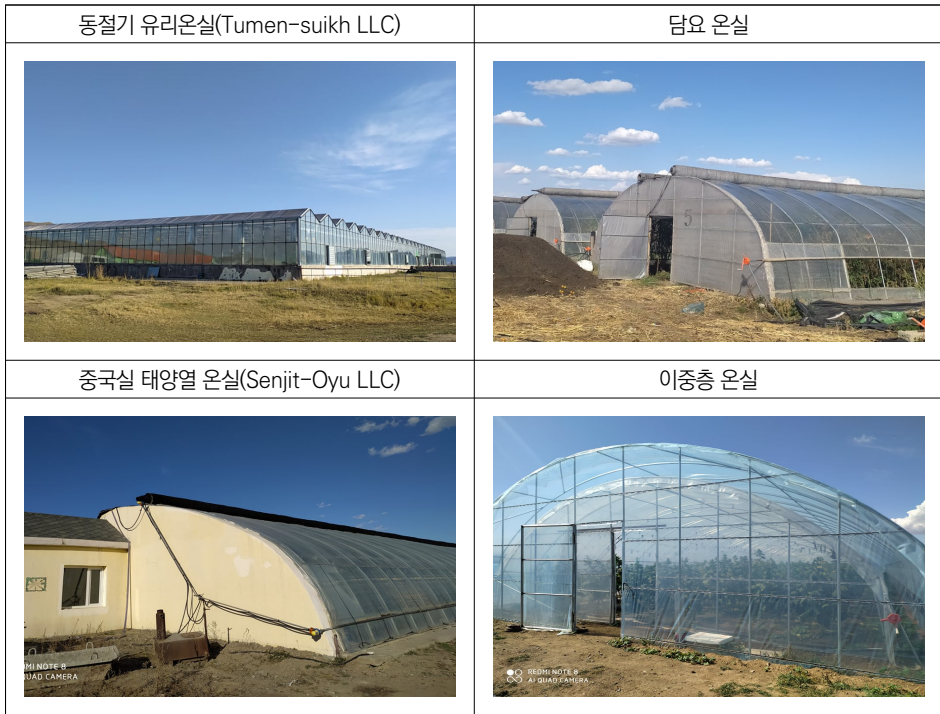 동절기 유리온실(Tumen-suikh LLC)
담요 온실
5
중국실 태양열 온실(Senjit-Oyu LLC)
이중층 온실
REDMI NOTE 8
AI QUAD CAMERA
REDMI NOTE 8
AI QUAD CAMERA